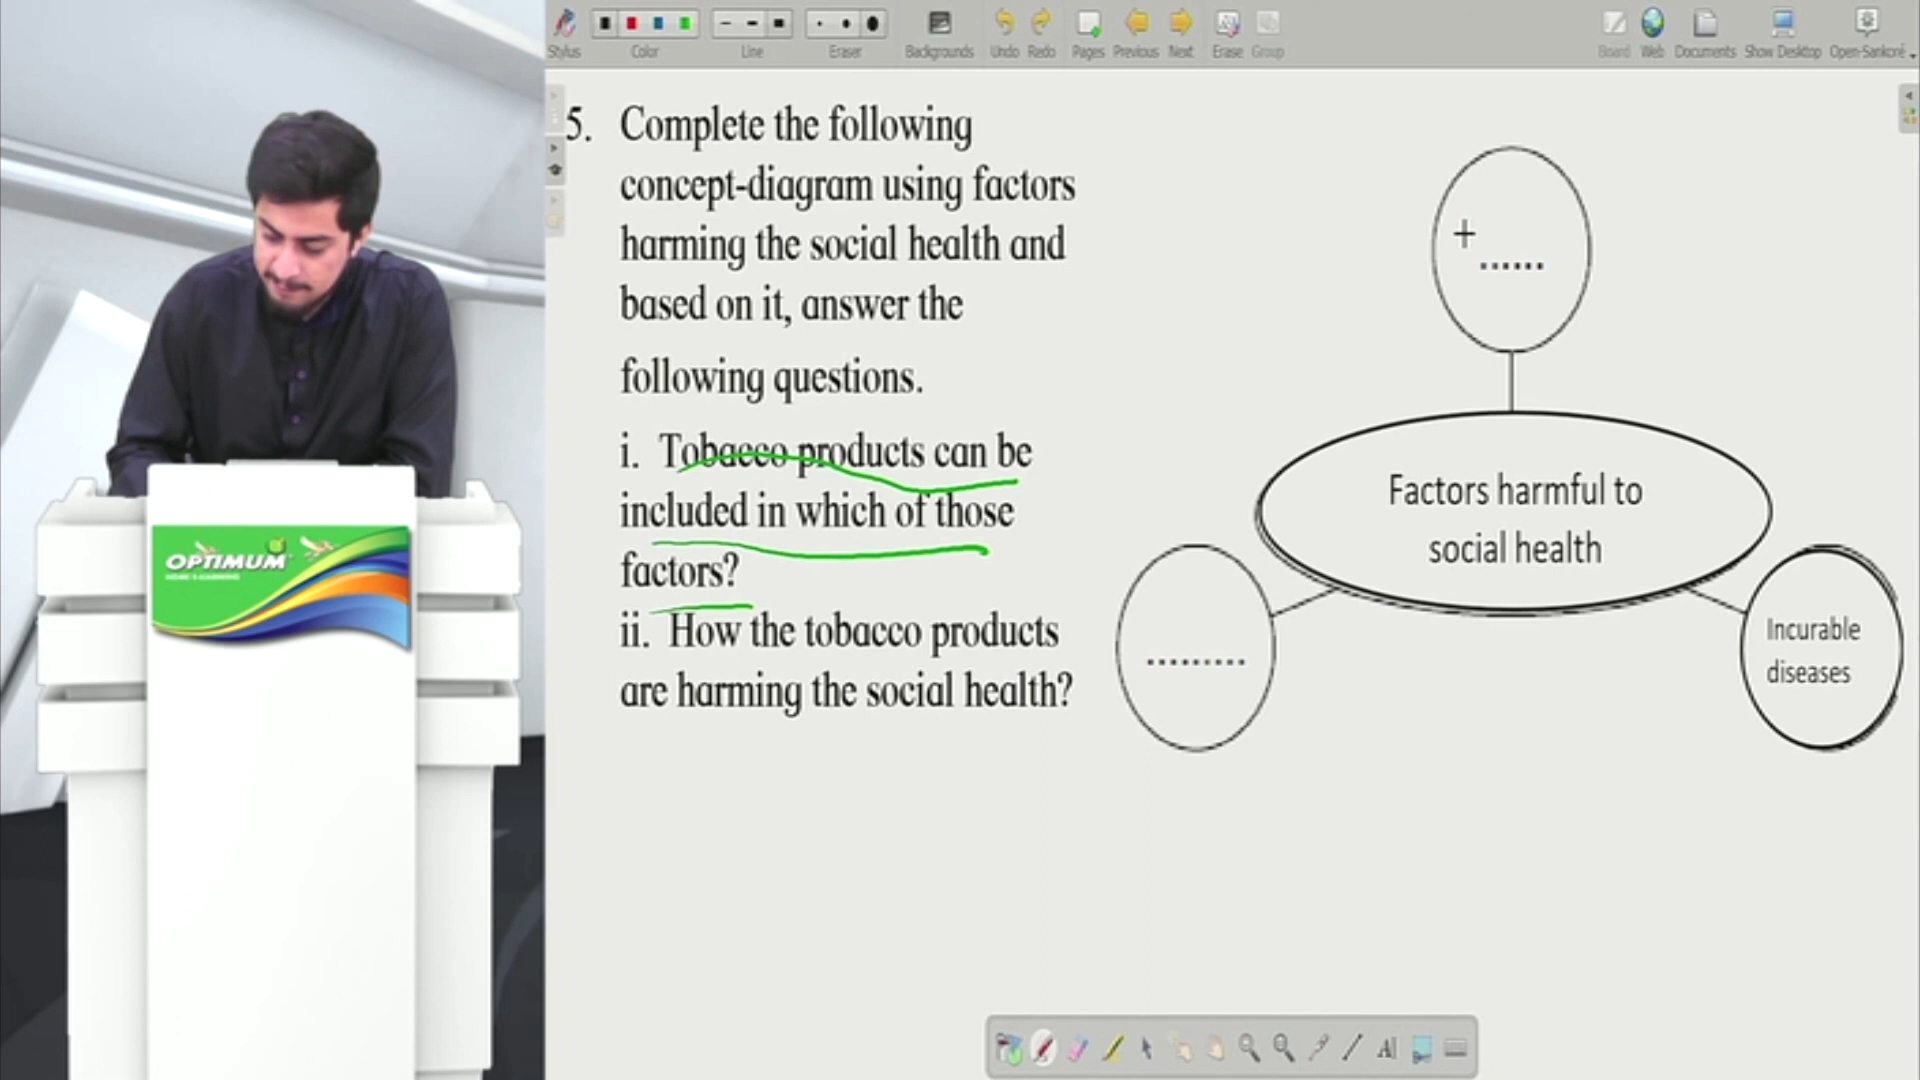 Stylus
Color
Line
Eraser
Backgrounds
Undo
Redo
Pages
Previous
Next
Erase
Group
Board
Web
Documents
Show Desktop
Open-Sankoré
5. Complete the following
concept-diagram using factors
harming the social health and
based on it, answer the
following questions.
i. Tobacco products can be
included in which of those
factors?
ii. How the tobacco products
are harming the social health?
+
......
Factors harmful to
social health
.........
Incurable
diseases
OPTIMUM